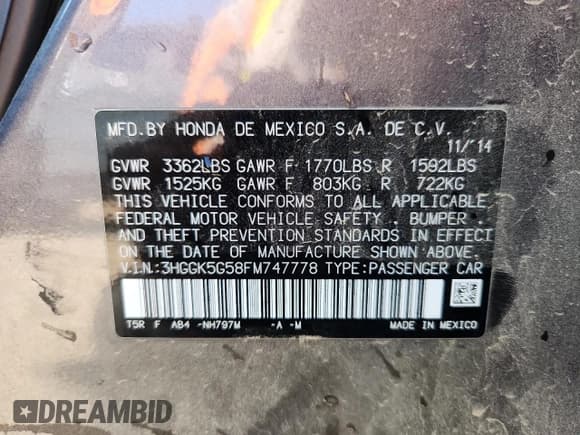 MFD.BY HONDA DE MEXICO S.A. DE C.V.
11/'14
GVWR 3362LBS GAWR F 1770LBS R 1592LBS
GVWR 1525KG GAWR F 803KG R 722KG
THIS VEHICLE CONFORMS TO ALL APPLICABLE
FEDERAL MOTOR VEHICLE SAFETY . BUMPER .
AND THEFT PREVENTION STANDARDS IN EFFECT
ON THE DATE OF MANUFACTURE SHOWN ABOVE.
V.I.N.:3HGGK5G58FM747778 TYPE:PASSENGER CAR
T5R F AB4 -NH797M -A -M MADE IN MEXICO
DREAMBID